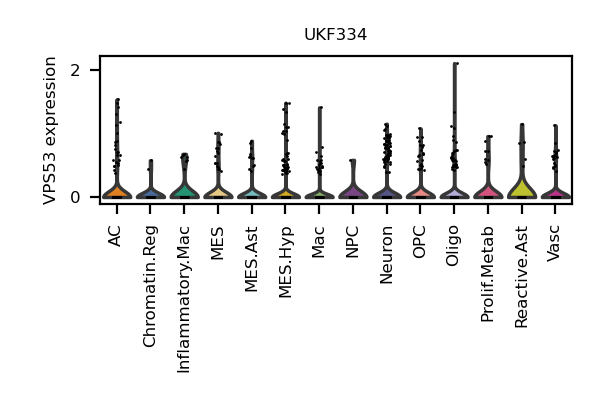 UKF334
VPS53 expression
2
0
AC
Chromatin.Reg
Inflammatory.Mac
MES
MES.Ast
MES.Hyp
Mac
NPC
Neuron
OPC
Oligo
Prolif.Metab
Reactive.Ast
Vasc